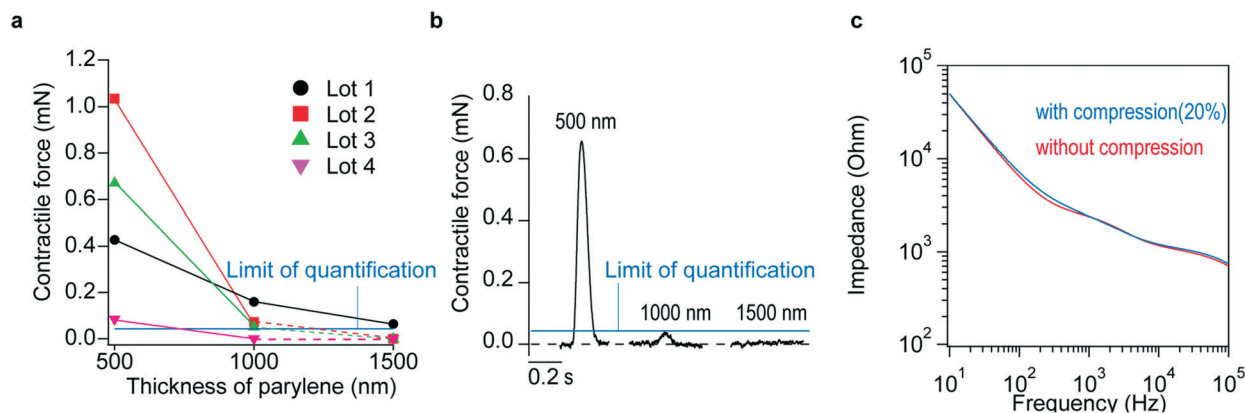 a
1.2
1.0
0.8
0.6
0.4
0.2
0.0
Contractile force (mN)
Lot 1
Lot 2
Lot 3
Lot 4
Limit of quantification
500
1000
1500
Thickness of parylene (nm)
b
0.8
0.6
0.4
0.2
0.0
Contractile force (mN)
500 nm
Limit of quantification
1000 nm
1500 nm
0.2 s
c
10⁵
10⁴
10³
10²
Impedance (Ohm)
with compression(20%)
without compression
10¹
10²
10³
10⁴
10⁵
Frequency (Hz)